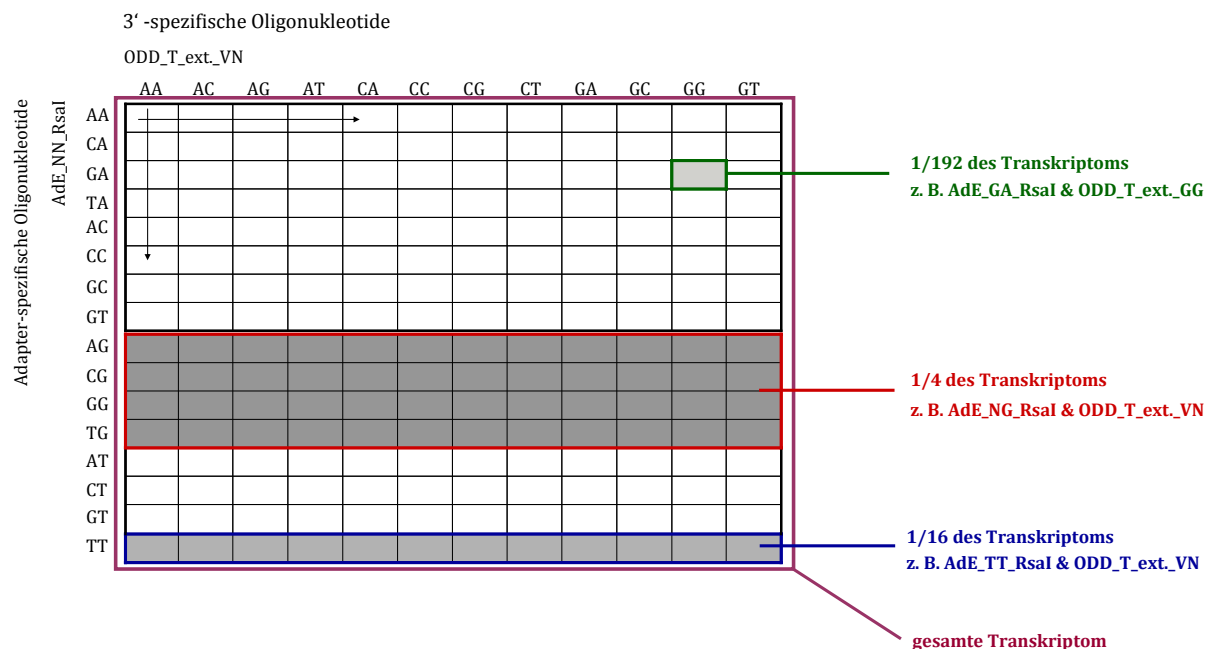 3‘ -spezifische Oligonukleotide
ODD_T_ext._VN
AA AC AG AT CA CC CG CT GA GC GG GT
Adapter-spezifische Oligonukleotide
AdE_NN_RsaI
AA
CA
GA
TA
AC
CC
GC
GT
AG
CG
GG
TG
AT
CT
GT
TT
1/192 des Transkriptoms
z. B. AdE_GA_RsaI & ODD_T_ext._GG
1/4 des Transkriptoms
z. B. AdE_NG_RsaI & ODD_T_ext._VN
1/16 des Transkriptoms
z. B. AdE_TT_RsaI & ODD_T_ext._VN
gesamte Transkriptom